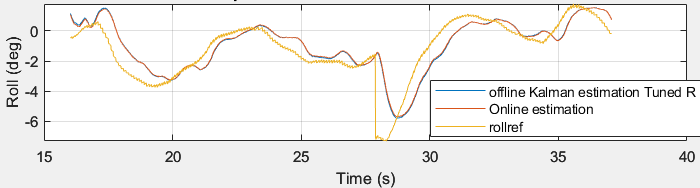 Roll (deg)
0
-2
-4
-6
offline Kalman estimation Tuned R
Online estimation
rollref
15 20 25 30 35 40
Time (s)